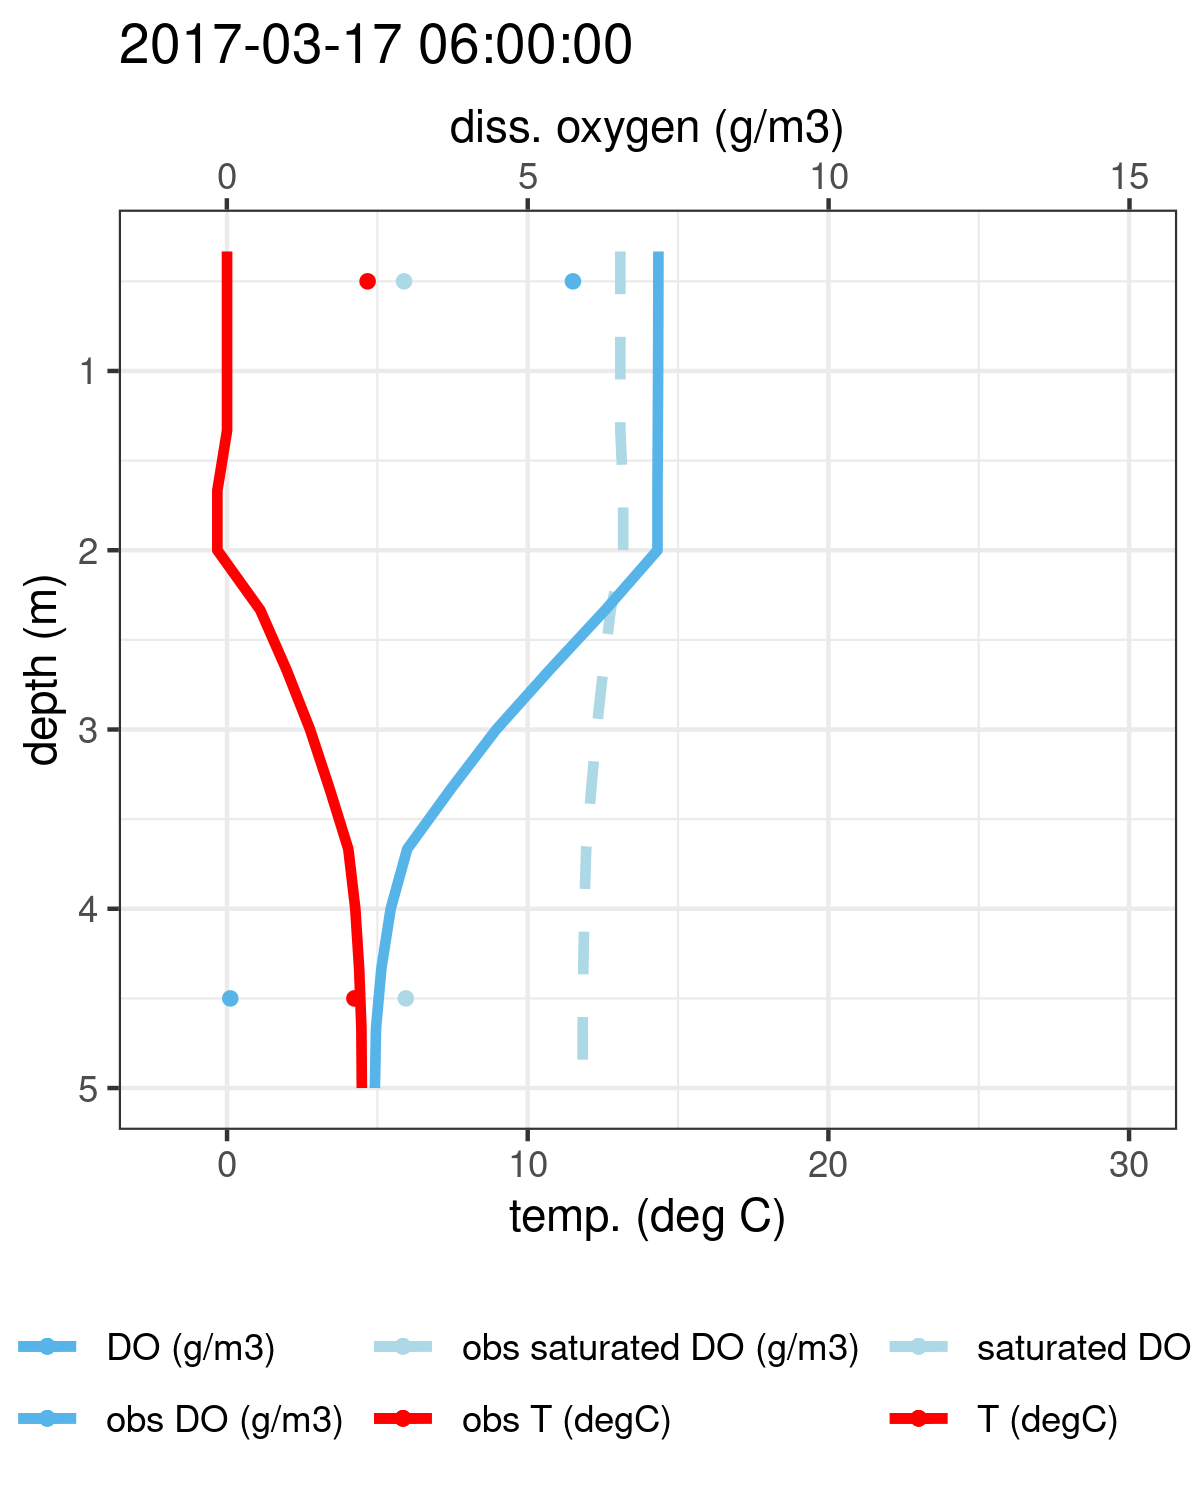 2017-03-17 06:00:00
diss. oxygen (g/m3)
0 5 10 15
1
2
3
4
5
depth (m)
0 10 20 30
temp. (deg C)
DO (g/m3) obs saturated DO (g/m3) saturated DO
obs DO (g/m3) obs T (degC) T (degC)